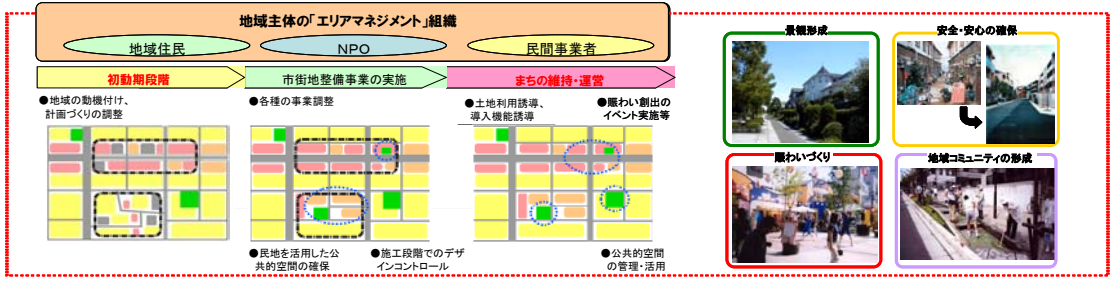 地域主体の「エリアマネジメント」組織
地域住民
NPO
民間事業者
初動期段階
市街地整備事業の実施
まちの維持・運営
●地域の動機付け、
計画づくりの調整
●各種の事業調整
●土地利用誘導、
導入機能誘導
●賑わい創出の
イベント実施等
●民地を活用した公
共的空間の確保
●施工段階でのデザ
インコントロール
●公共的空間
の管理・活用
景観形成
安全・安心の確保
賑わいづくり
地域コミュニティの形成